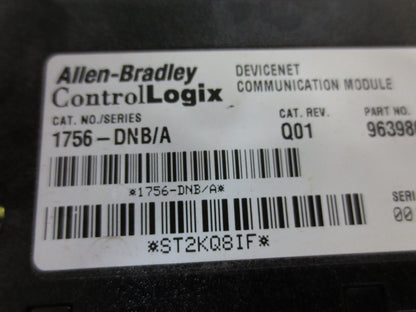 Allen-Bradley
ControlLogix
DEVICENET
COMMUNICATION MODULE
CAT. NO./SERIES
1756-DNB/A
CAT. REV.
Q01
PART NO.
*1756-DNB/A*
*ST2KQ8IF*